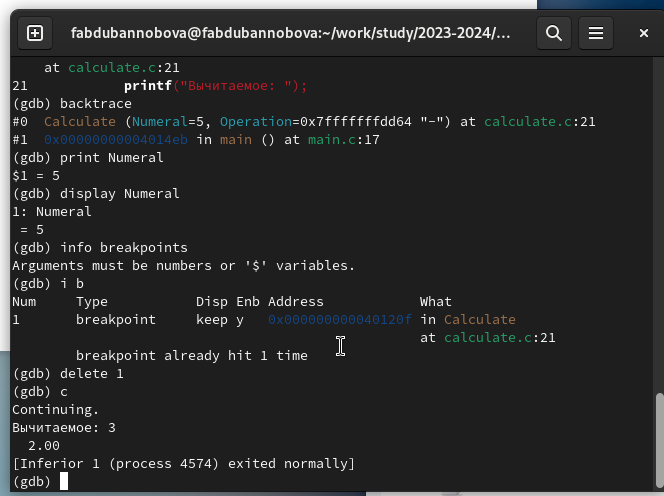 fabdubannobova@fabdubannobova:~/work/study/2023-2024/...
at calculate.c:21
21 printf("Вычитаемое: ");
(gdb) backtrace
#0 Calculate (Numeral=5, Operation=0x7fffffffdd64 "-") at calculate.c:21
#1 0x00000000004014eb in main () at main.c:17
(gdb) print Numeral
$1 = 5
(gdb) display Numeral
1: Numeral
= 5
(gdb) info breakpoints
Arguments must be numbers or '$' variables.
(gdb) i b
Num Type Disp Enb Address What
1 breakpoint keep y 0x000000000040120f in Calculate
at calculate.c:21
breakpoint already hit 1 time
(gdb) delete 1
(gdb) c
Continuing.
Вычитаемое: 3
2.00
[Inferior 1 (process 4574) exited normally]
(gdb)